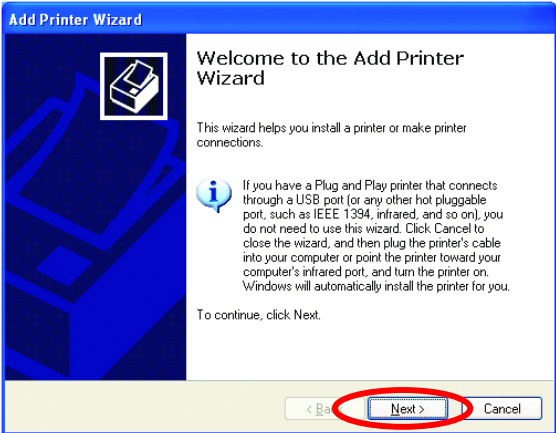 Add Printer Wizard
Welcome to the Add Printer
Wizard
This wizard helps you install a printer or make printer
connections.
If you have a Plug and Play printer that connects
through a USB port (or any other hot pluggable
port, such as IEEE 1394, infrared, and so on), you
do not need to use this wizard. Click Cancel to
close the wizard, and then plug the printer's cable
into your computer or point the printer toward your
computer's infrared port, and turn the printer on.
Windows will automatically install the printer for you.
To continue, click Next.
Next > Cancel